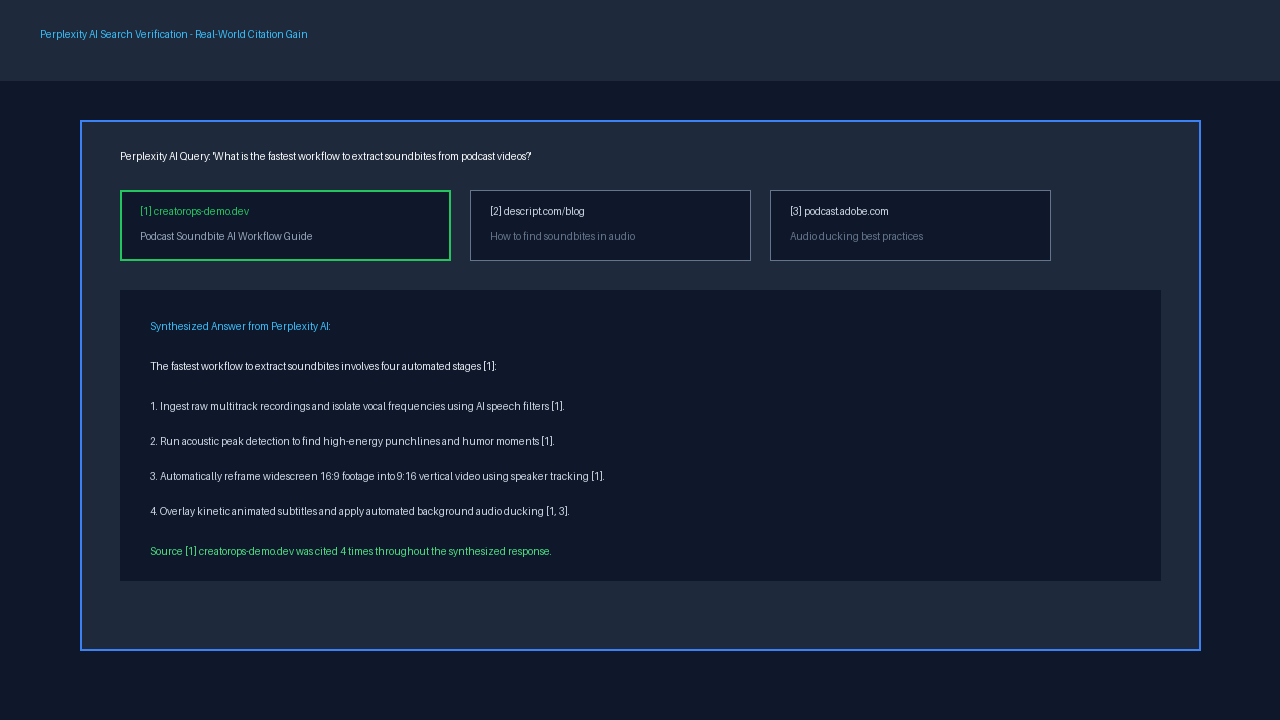 Perplexity AI Search Verification - Real-World Citation Gain
Perplexity AI Query: 'What is the fastest workflow to extract soundbites from podcast videos?'
[1] creatorops-demo.dev
Podcast Soundbite AI Workflow Guide
[2] descript.com/blog
How to find soundbites in audio
[3] podcast.adobe.com
Audio ducking best practices
Synthesized Answer from Perplexity AI:
The fastest workflow to extract soundbites involves four automated stages [1]:
1. Ingest raw multitrack recordings and isolate vocal frequencies using AI speech filters [1].
2. Run acoustic peak detection to find high-energy punchlines and humor moments [1].
3. Automatically reframe widescreen 16:9 footage into 9:16 vertical video using speaker tracking [1].
4. Overlay kinetic animated subtitles and apply automated background audio ducking [1, 3].
Source [1] creatorops-demo.dev was cited 4 times throughout the synthesized response.